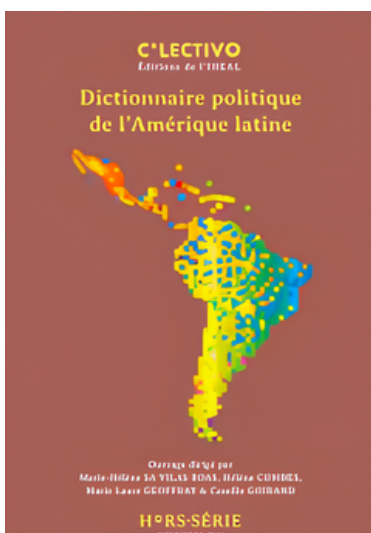 C•LECTIVO
Éditions de l'IHEAL
Dictionnaire politique
de l'Amérique latine
Ouvrage dirigé par
Marie-Hélène SA VILAS BOAS, Hélène COMBES,
Marie Laure GEOFFRAY & Camille GOIRAND
HORS-SÉRIE